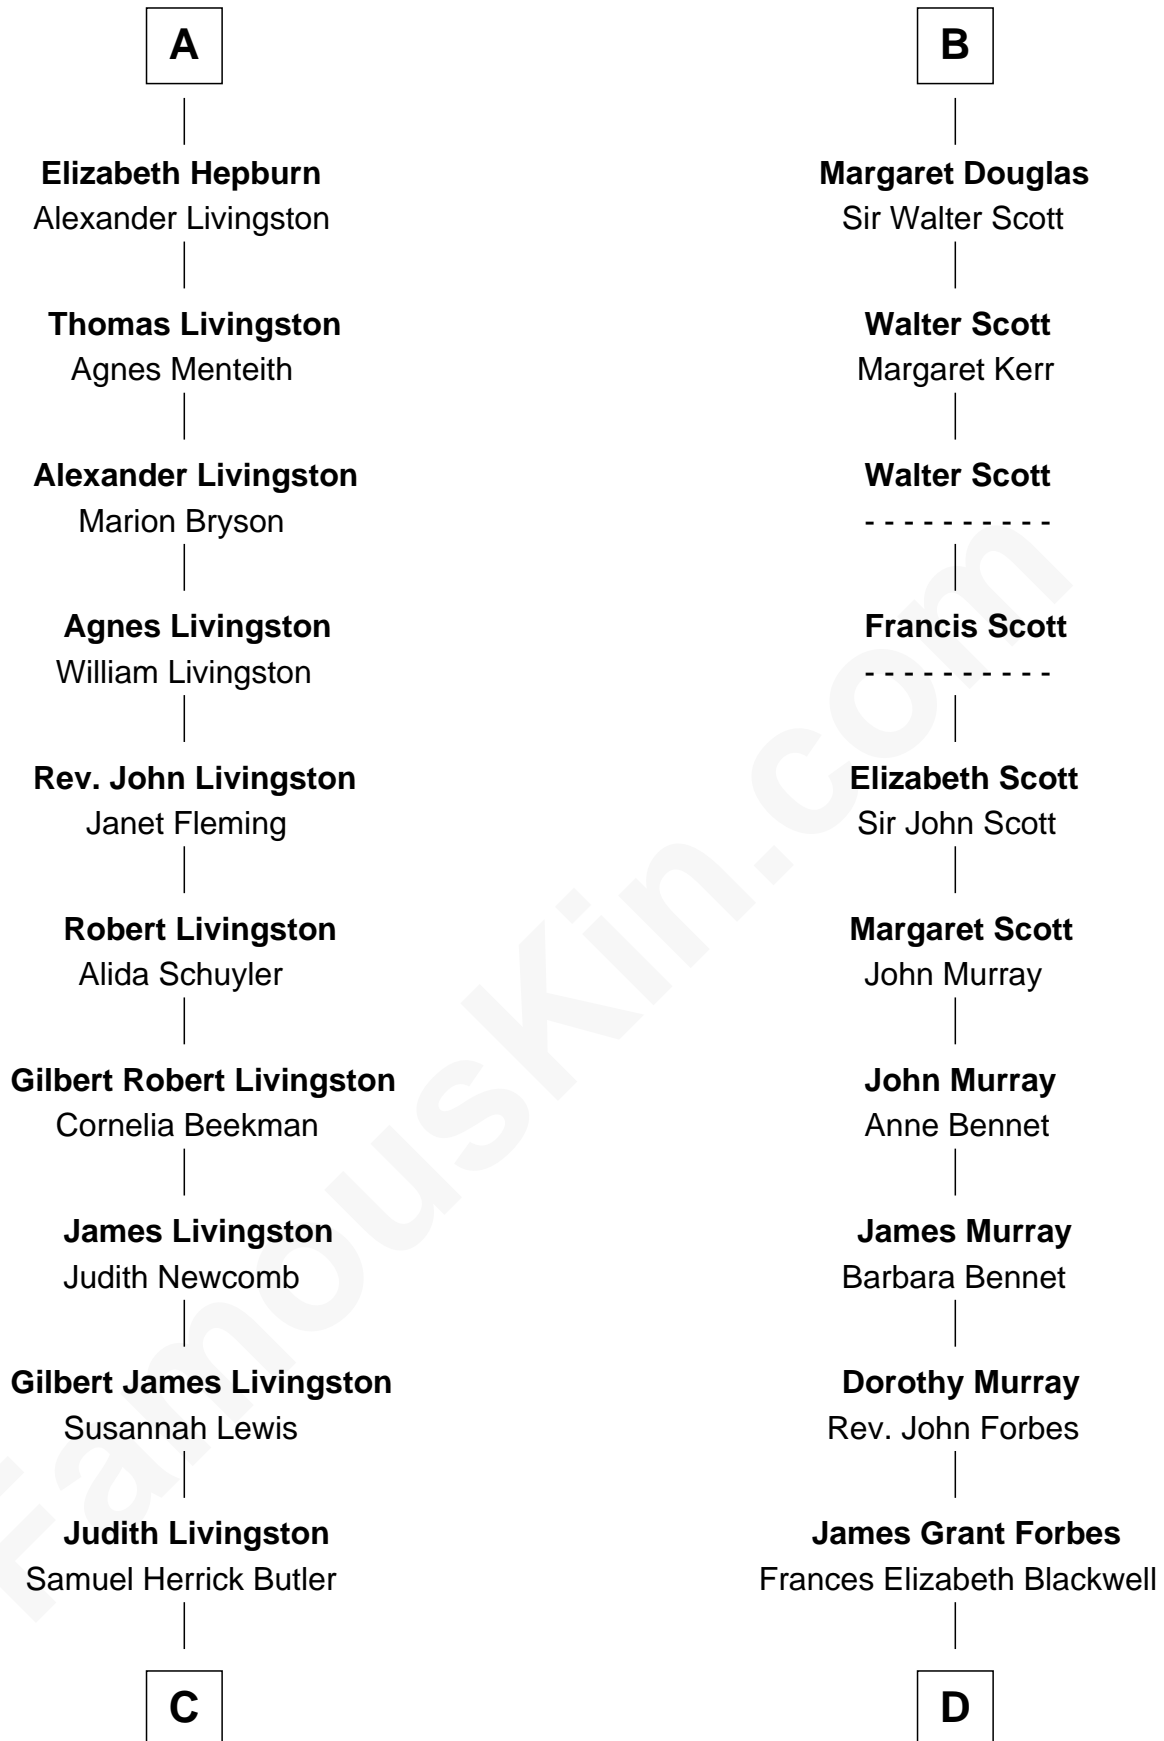 A
Elizabeth Hepburn
Alexander Livingston
Thomas Livingston
Agnes Menteith
Alexander Livingston
Marion Bryson
Agnes Livingston
William Livingston
Rev. John Livingston
Janet Fleming
Robert Livingston
Alida Schuyler
Gilbert Robert Livingston
Cornelia Beekman
James Livingston
Judith Newcomb
Gilbert James Livingston
Susannah Lewis
Judith Livingston
Samuel Herrick Butler
C
B
Margaret Douglas
Sir Walter Scott
Walter Scott
Margaret Kerr
Walter Scott
- - - - - - - - - -
Francis Scott
- - - - - - - - - -
Elizabeth Scott
Sir John Scott
Margaret Scott
John Murray
John Murray
Anne Bennet
James Murray
Barbara Bennet
Dorothy Murray
Rev. John Forbes
James Grant Forbes
Frances Elizabeth Blackwell
D
FamousKin.com